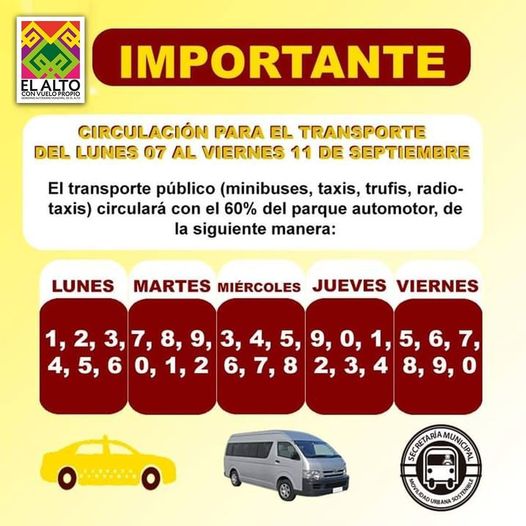 EL ALTO
CON VUELO PROPIO
IMPORTANTE
CIRCULACIÓN PARA EL TRANSPORTE
DEL LUNES 07 AL VIERNES 11 DE SEPTIEMBRE
El transporte público (minibuses, taxis, trufis, radio-
taxis) circulará con el 60% del parque automotor, de
la siguiente manera:
LUNES MARTES MIÉRCOLES JUEVES VIERNES
1, 2, 3, 7, 8, 9, 3, 4, 5, 9, 0, 1, 5, 6, 7,
4, 5, 6 0, 1, 2 6, 7, 8 2, 3, 4 8, 9, 0
SECRETARÍA MUNICIPAL
MOVILIDAD URBANA SOSTENIBLE